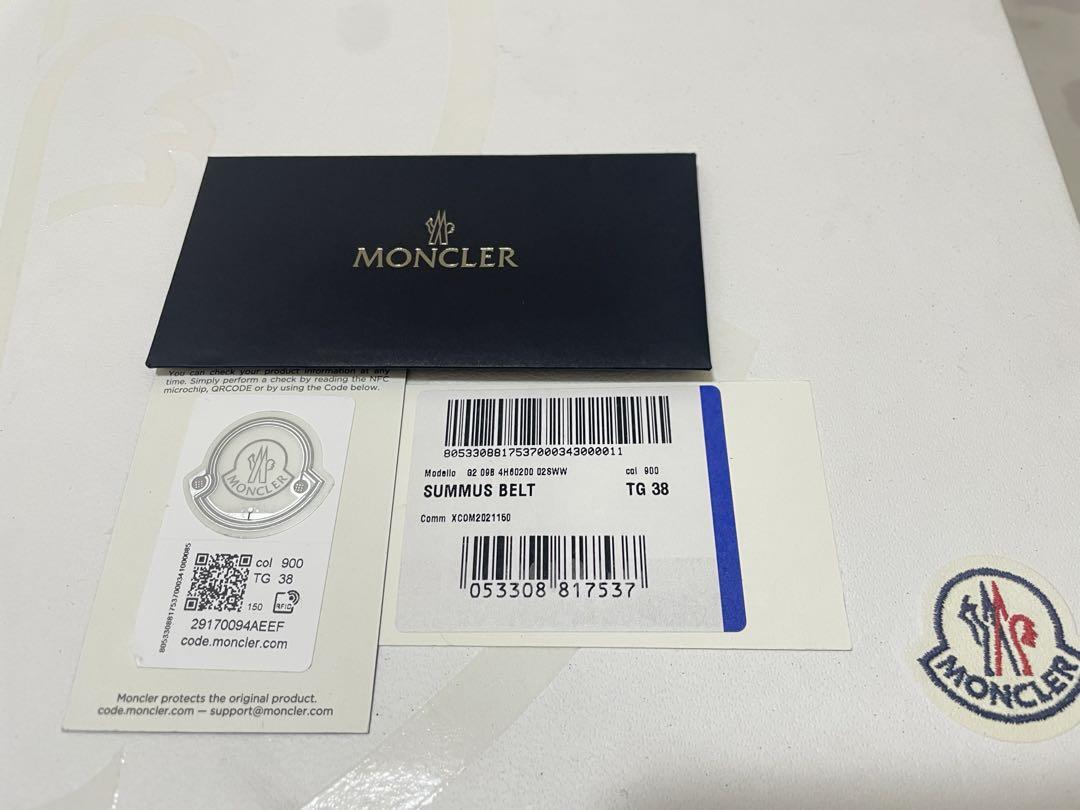 MONCLER
You can check your product information at any
time. Simply perform a check by reading the NFC
microchip, QRCODE or by using the Code below.
MONCLER
8053308817537000341000085
col 900
TG 38
150
RFID
29170094AEEF
code.moncler.com
Moncler protects the original product.
code.moncler.com — support@moncler.com
8053308817537000343000011
Modello G2 09B 4H60200 02SWW col 900
SUMMUS BELT TG 38
Comm XCOM2021150
053308 817537
MONCLER